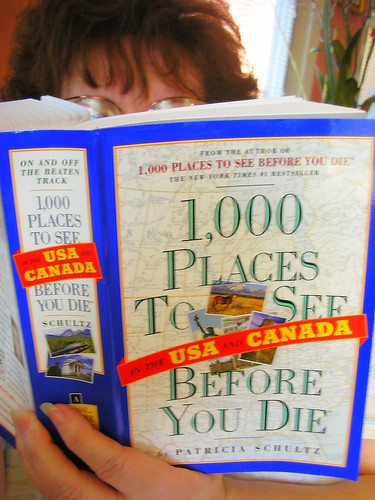 ON AND OFF
THE BEATEN
TRACK
1,000
PLACES
TO SEE
IN THE USA AND
CANADA
BEFORE
YOU DIE
SCHULTZ
FROM THE AUTHOR OF
1,000 PLACES TO SEE BEFORE YOU DIE
THE NEW YORK TIMES #1 BESTSELLER
1,000
PLACES
TO SEE
IN THE USA AND CANADA
BEFORE
YOU DIE
by PATRICIA SCHULTZ